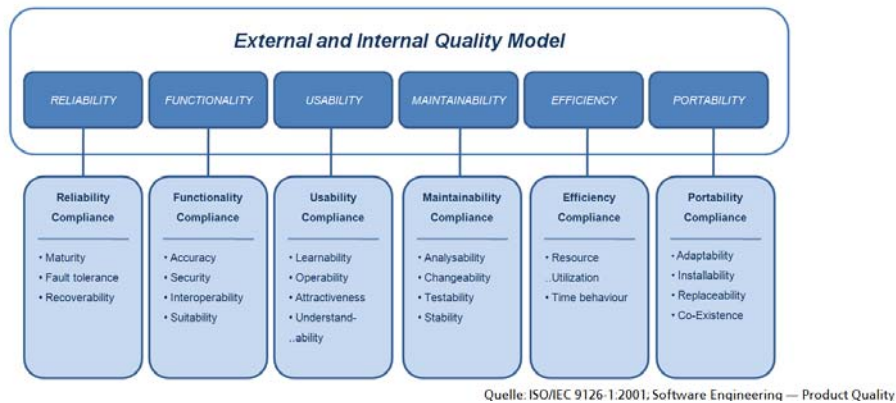 External and Internal Quality Model
RELIABILITY
FUNCTIONALITY
USABILITY
MAINTAINABILITY
EFFICIENCY
PORTABILITY
Reliability
Compliance
• Maturity
• Fault tolerance
• Recoverability
Functionality
Compliance
• Accuracy
• Security
• Interoperability
• Suitability
Usability
Compliance
• Learnability
• Operability
• Attractiveness
• Understand-
..ability
Maintainability
Compliance
• Analysability
• Changeability
• Testability
• Stability
Efficiency
Compliance
• Resource
..Utilization
• Time behaviour
Portability
Compliance
• Adaptability
• Installability
• Replaceability
• Co-Existence
Quelle: ISO/IEC 9126-1:2001, Software Engineering — Product Quality